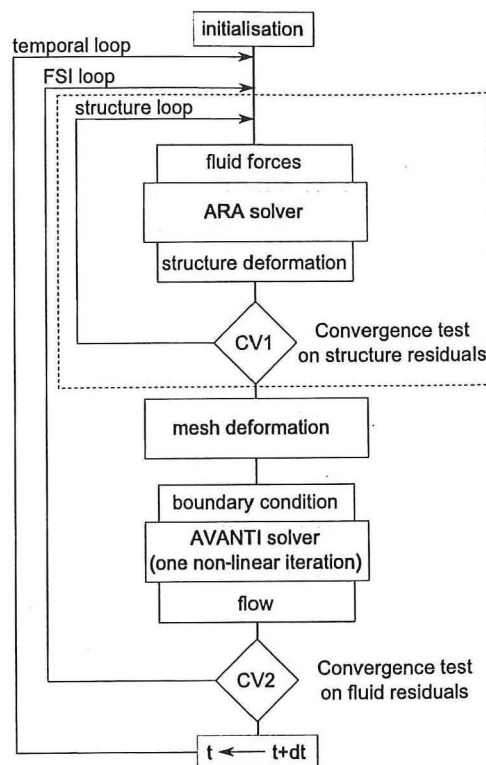 initialisation
temporal loop
FSI loop
structure loop
fluid forces
ARA solver
structure deformation
CV1
Convergence test
on structure residuals
mesh deformation
boundary condition
AVANTI solver
(one non-linear iteration)
flow
CV2
Convergence test
on fluid residuals
t ← t+dt